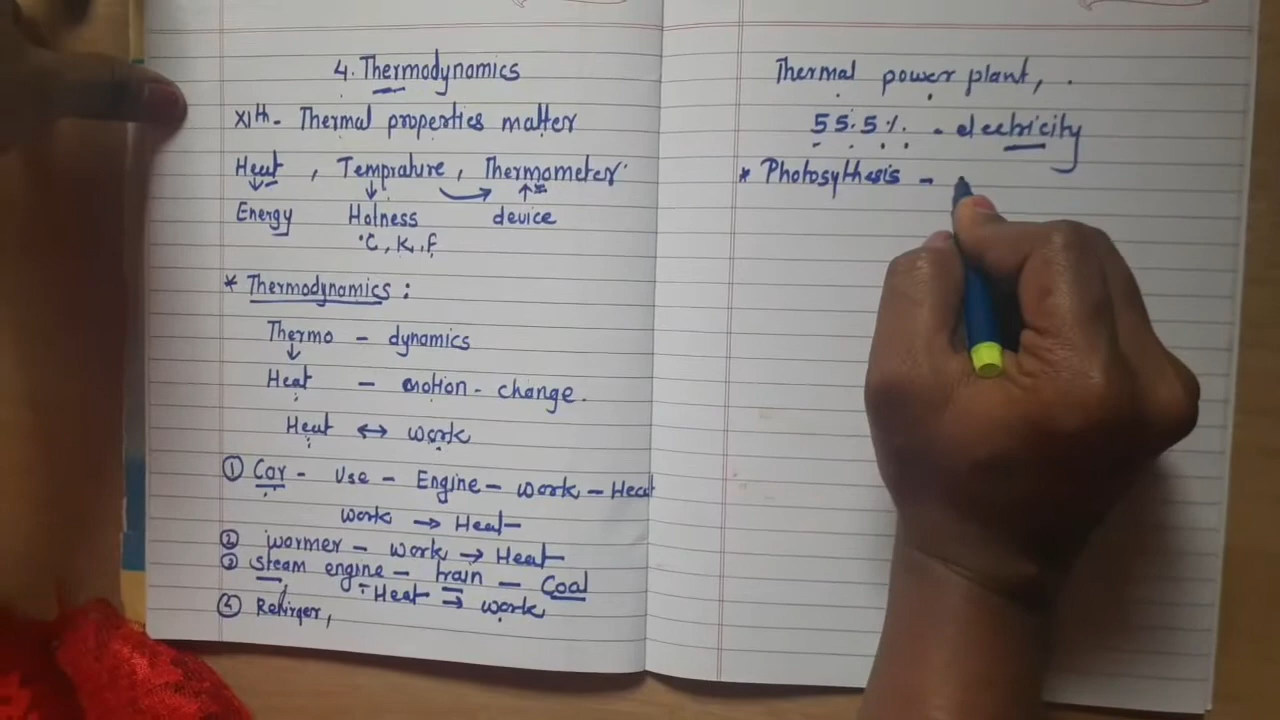 4. Thermodynamics
XIth - Thermal properties matter
Heat, Temprature, Thermometer
Energy Hotness device
°C, K, F
* Thermodynamics :
Thermo - dynamics
Heat - motion - change.
Heat ↔ work
① Car - Use - Engine - work - Heat
work → Heat
② wormer - work → Heat
③ Steam engine - train - Coal
- Heat → work
④
Thermal power plant, .
55.5%. - electricity
* Photosythesis -